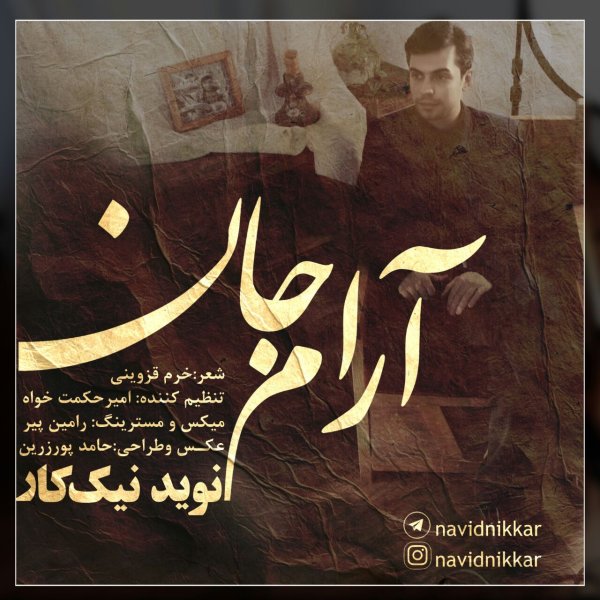 آرام جان
شعر:خرم قزوینی
تنظیم کننده: امیرحکمت خواه
میکس و مسترینگ: رامین پیر
عکس وطراحی:حامد پورزرین
نوید نیک‌کار
navidnikkar
navidnikkar